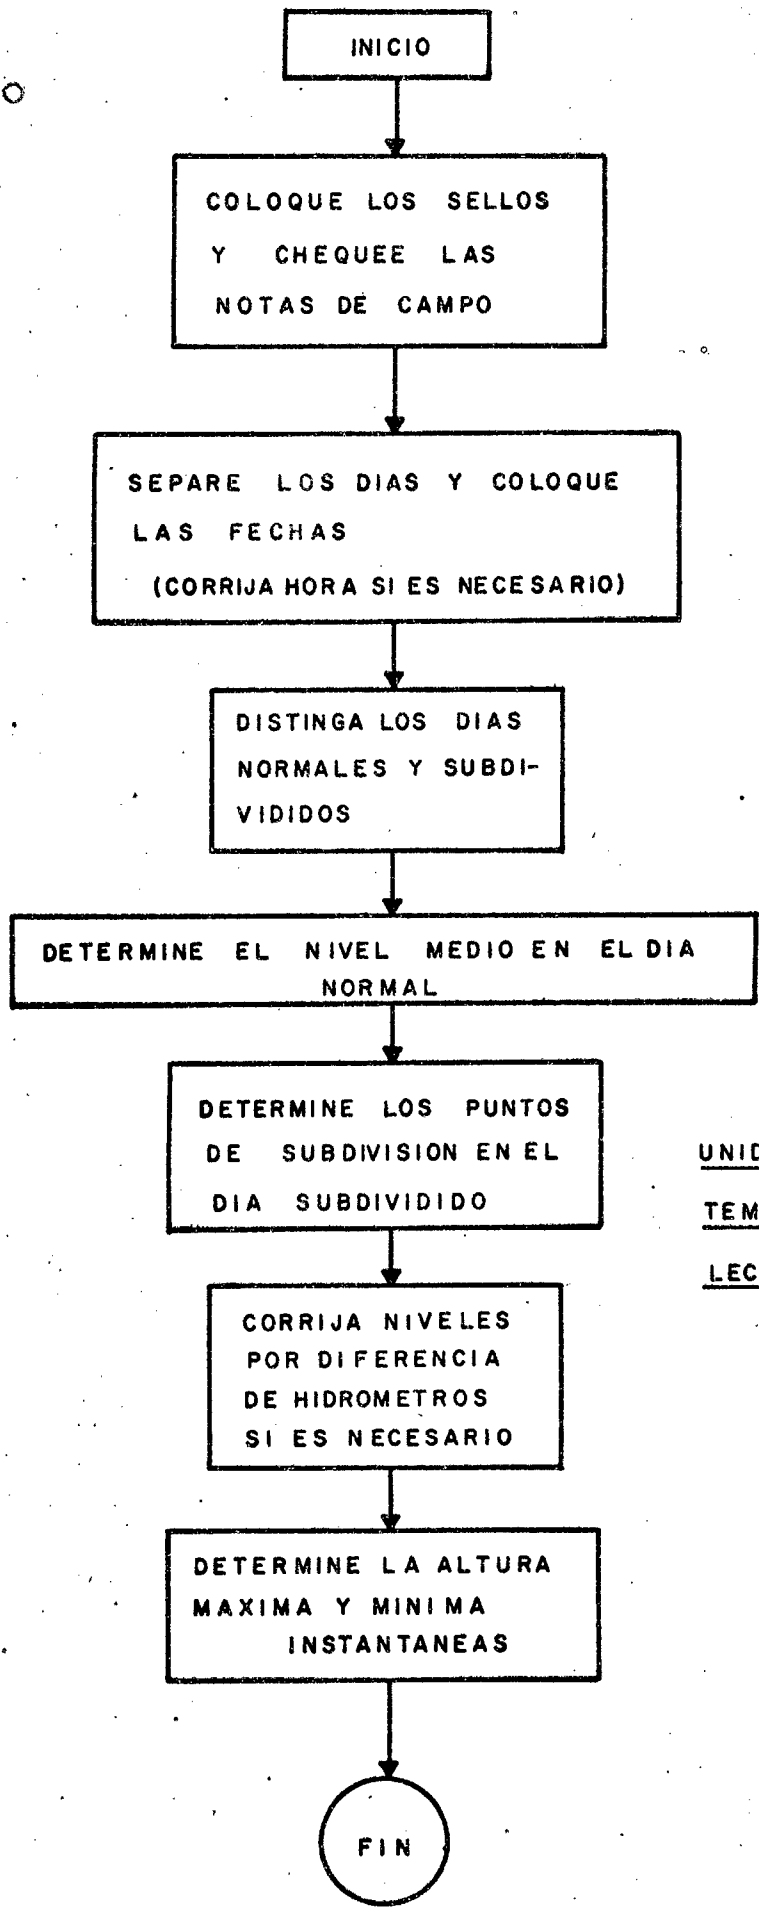 INICIO
COLOQUE LOS SELLOS
Y CHEQUEE LAS
NOTAS DE CAMPO
SEPARE LOS DIAS Y COLOQUE
LAS FECHAS
(CORRIJA HORA SI ES NECESARIO)
DISTINGA LOS DIAS
NORMALES Y SUBDI-
VIDIDOS
DETERMINE EL NIVEL MEDIO EN EL DIA
NORMAL
DETERMINE LOS PUNTOS
DE SUBDIVISION EN EL
DIA SUBDIVIDIDO
UNID
TEM
LEC
CORRIJA NIVELES
POR DIFERENCIA
DE HIDROMETROS
SI ES NECESARIO
DETERMINE LA ALTURA
MAXIMA Y MINIMA
INSTANTANEAS
FIN